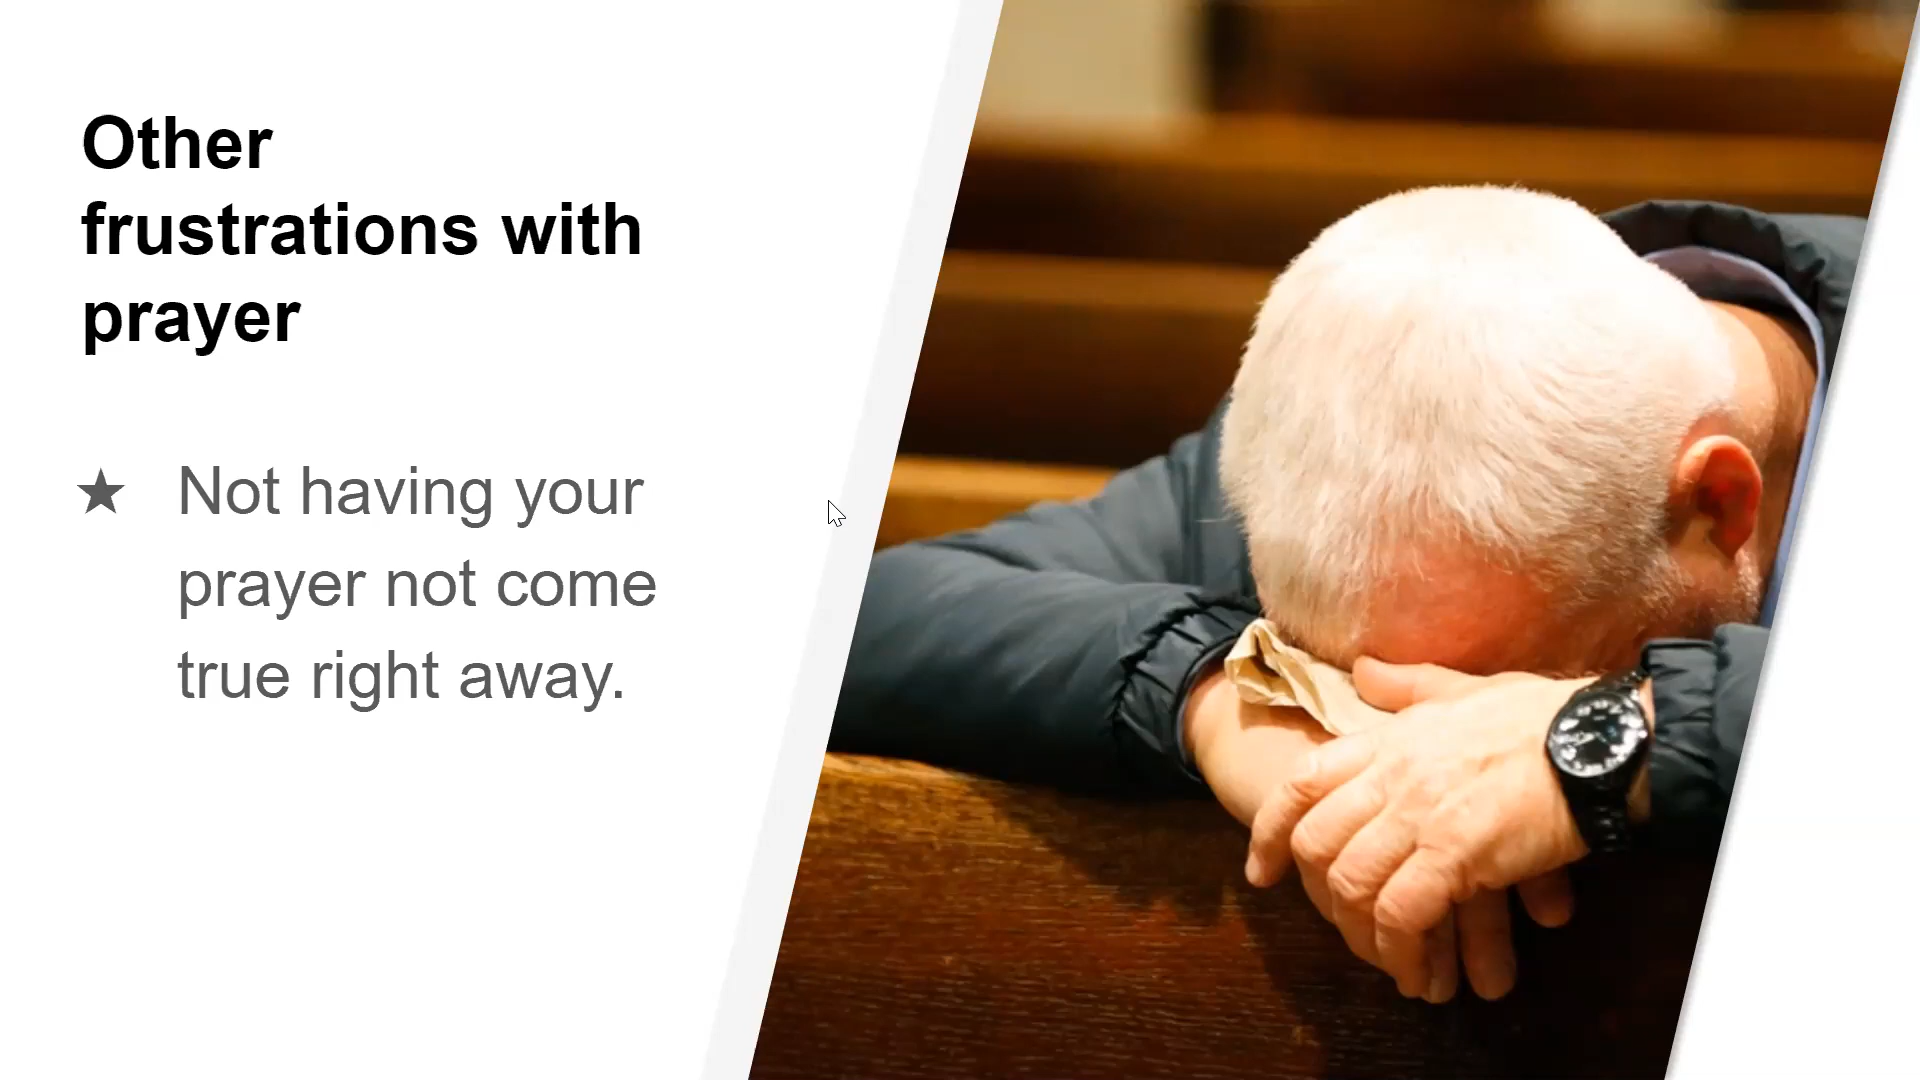 Other
frustrations with
prayer
★ Not having your
prayer not come
true right away.